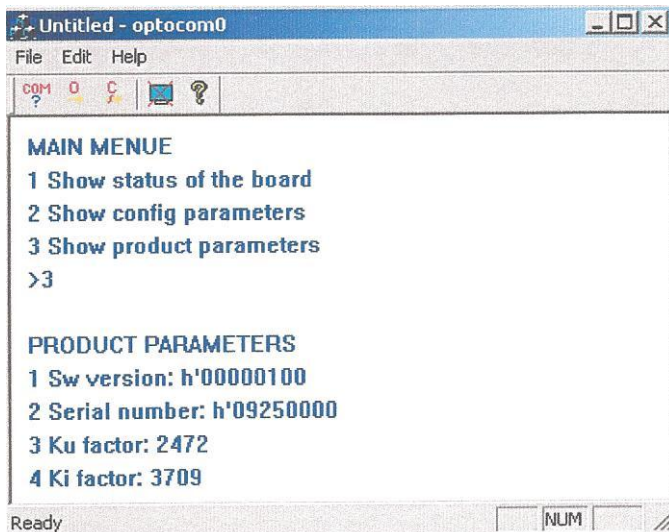 Untitled - optocom0
File Edit Help
COM ? O C ?
MAIN MENUE
1 Show status of the board
2 Show config parameters
3 Show product parameters
>3
PRODUCT PARAMETERS
1 Sw version: h'00000100
2 Serial number: h'09250000
3 Ku factor: 2472
4 Ki factor: 3709
Ready NUM